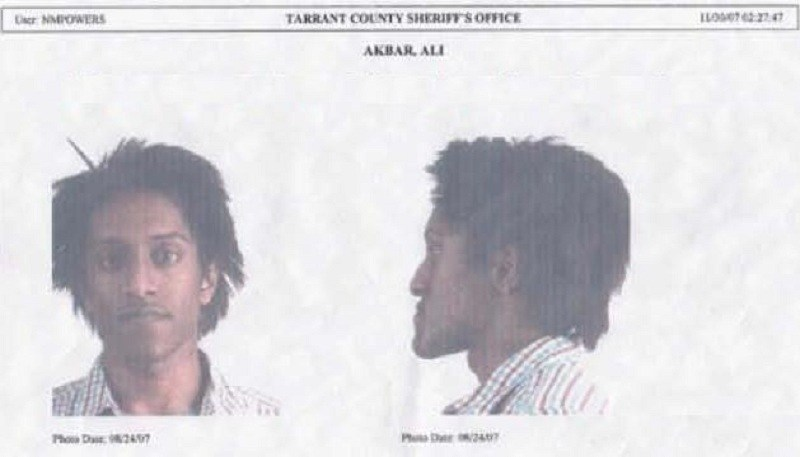 User: NMPOWERS
TARRANT COUNTY SHERIFF'S OFFICE
11/30/07 02:27:47
AKBAR, ALI
Photo Date: 08/24/07
Photo Date: 08/24/07